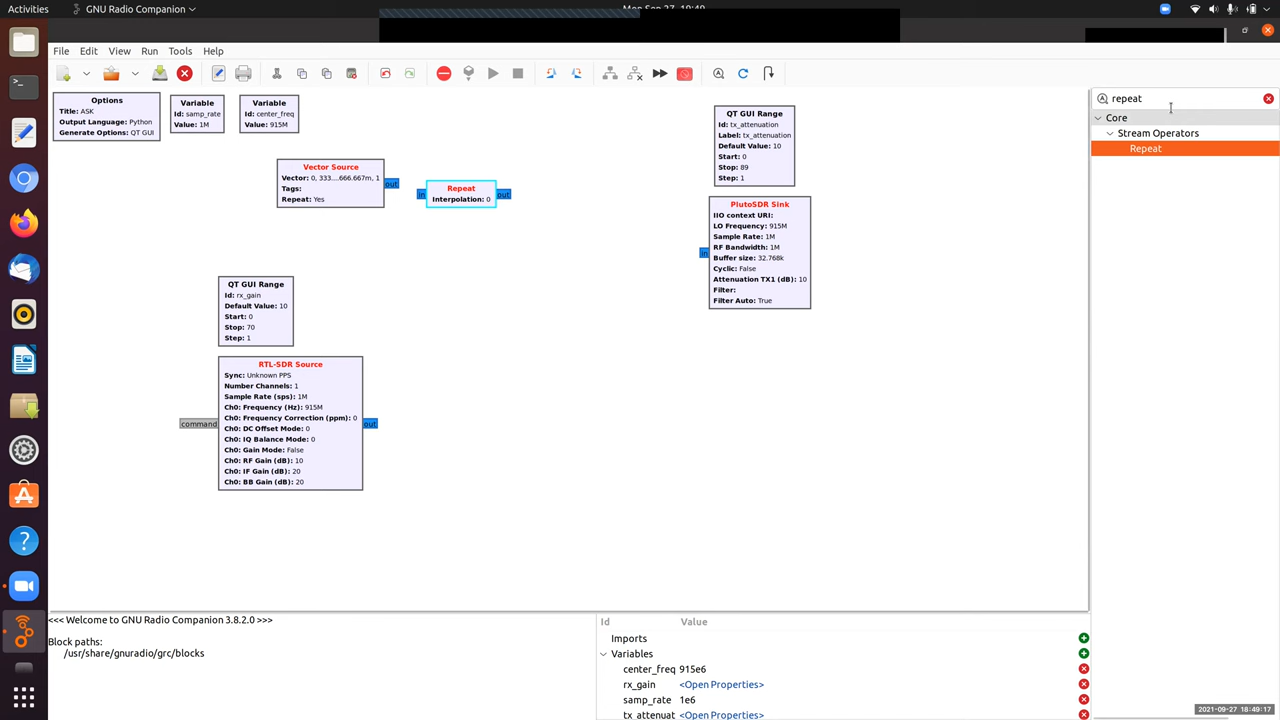 Activities
GNU Radio Companion
Mon Sep 27 18:49
File Edit View Run Tools Help
Options
Title: ASK
Output Language: Python
Generate Options: QT GUI
Variable
Id: samp_rate
Value: 1M
Variable
Id: center_freq
Value: 915M
Vector Source
Vector: 0, 333....666.667m, 1
Tags:
Repeat: Yes
out
in
Repeat
Interpolation: 0
out
QT GUI Range
Id: tx_attenuation
Label: tx_attenuation
Default Value: 10
Start: 0
Stop: 89
Step: 1
PlutoSDR Sink
IIO context URI:
LO Frequency: 915M
Sample Rate: 1M
RF Bandwidth: 1M
Buffer size: 32.768k
Cyclic: False
Attenuation TX1 (dB): 10
Filter:
Filter Auto: True
in
QT GUI Range
Id: rx_gain
Default Value: 10
Start: 0
Stop: 70
Step: 1
RTL-SDR Source
Sync: Unknown PPS
Number Channels: 1
Sample Rate (sps): 1M
Ch0: Frequency (Hz): 915M
Ch0: Frequency Correction (ppm): 0
Ch0: DC Offset Mode: 0
Ch0: IQ Balance Mode: 0
Ch0: Gain Mode: False
Ch0: RF Gain (dB): 10
Ch0: IF Gain (dB): 20
Ch0: BB Gain (dB): 20
command
out
repeat
Core
Stream Operators
Repeat
<<< Welcome to GNU Radio Companion 3.8.2.0 >>>
Block paths:
/usr/share/gnuradio/grc/blocks
Id Value
Imports
Variables
center_freq 915e6
rx_gain <Open Properties>
samp_rate 1e6
tx_attenuat <Open Properties>
2021-09-27 18:49:17